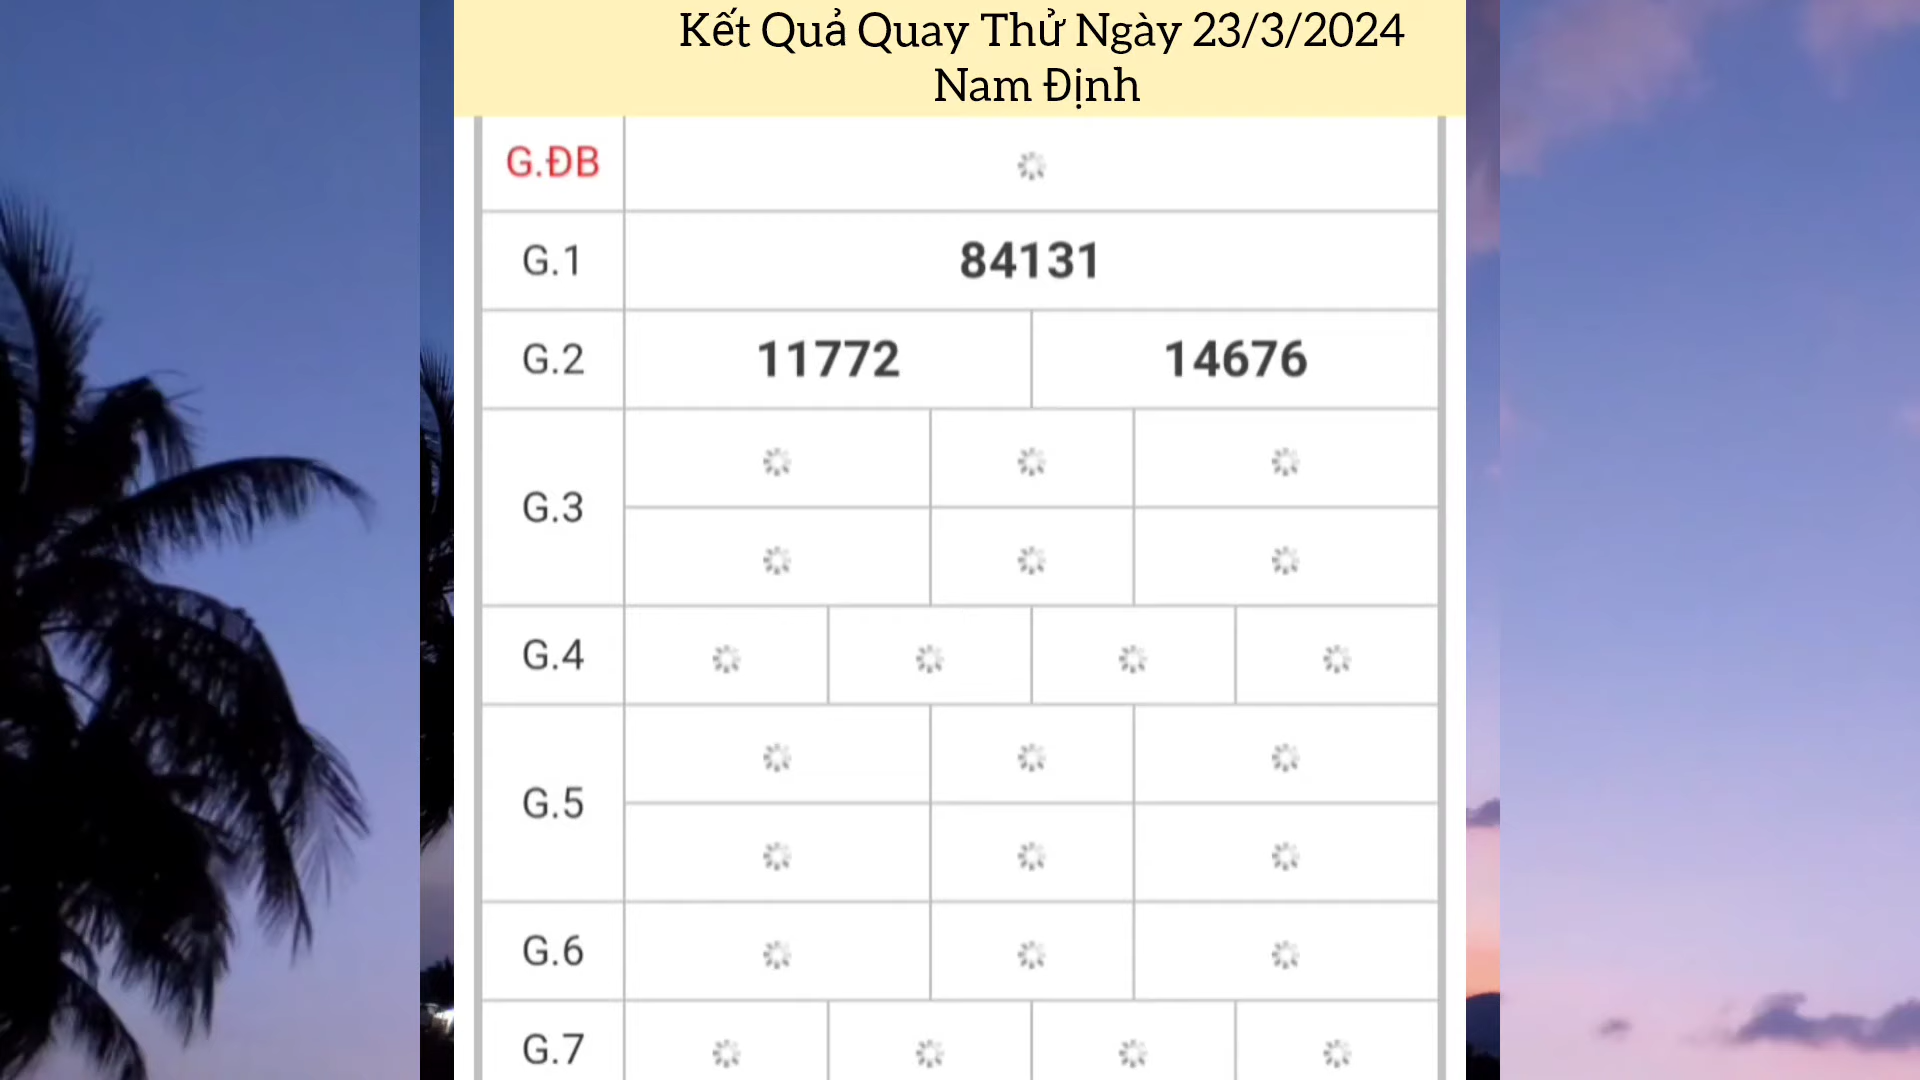 Kết Quả Quay Thử Ngày 23/3/2024
Nam Định
G.ĐB
G.1 84131
G.2 11772 14676
G.3
G.4
G.5
G.6
G.7